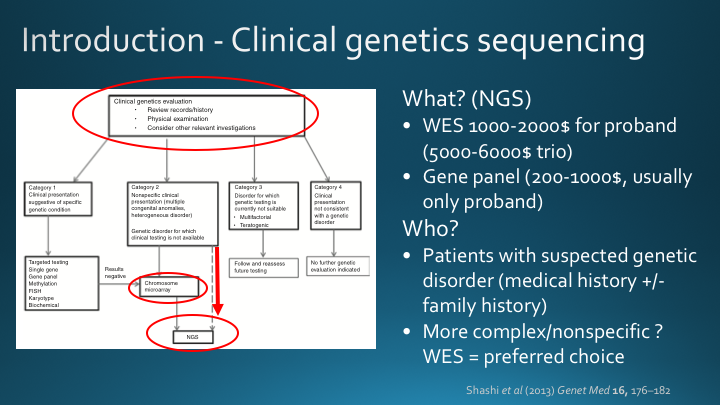 Introduction - Clinical genetics sequencing
Clinical genetics evaluation
• Review records/history
• Physical examination
• Consider other relevant investigations
Category 1
Clinical presentation
suggestive of specific
genetic condition
Category 2
Nonspecific clinical
presentation (multiple
congenital anomalies,
heterogeneous disorder)
Genetic disorder for which
clinical testing is not available
Category 3
Disorder for which
genetic testing is
currently not suitable
• Multifactorial
• Teratogenic
Category 4
Clinical
presentation
not consistent
with a genetic
disorder
Targeted testing
Single gene
Gene panel
Methylation
FISH
Karyotype
Biochemical
Results
negative
Chromosome
microarray
Follow and reassess
future testing
No further genetic
evaluation indicated
NGS
What? (NGS)
• WES 1000-2000$ for proband
(5000-6000$ trio)
• Gene panel (200-1000$, usually
only proband)
Who?
• Patients with suspected genetic
disorder (medical history +/-
family history)
• More complex/nonspecific ?
WES = preferred choice
Shashi et al (2013) Genet Med 16, 176–182